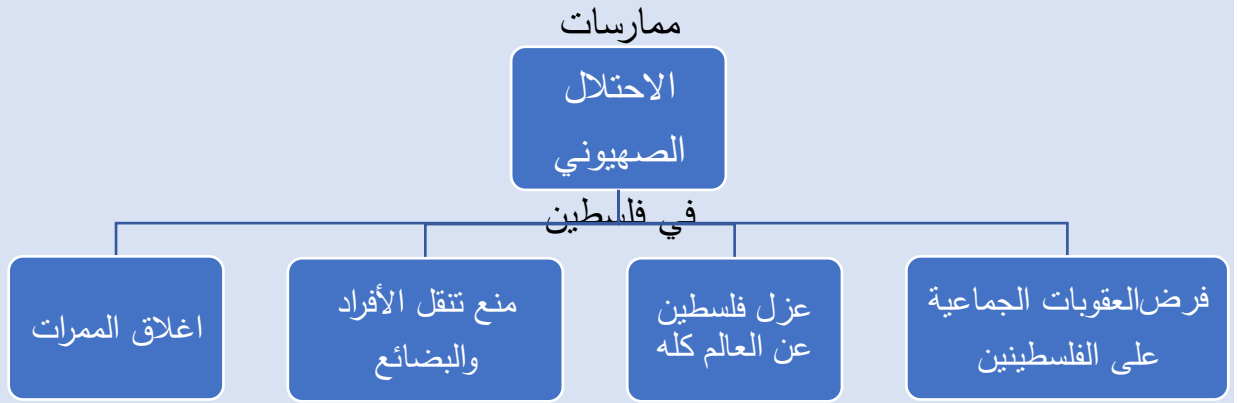 ممارسات
الاحتلال
الصهيوني
في فلسطين
فرض العقوبات الجماعية
على الفلسطينين
عزل فلسطين
عن العالم كله
منع تنقل الأفراد
والبضائع
اغلاق الممرات